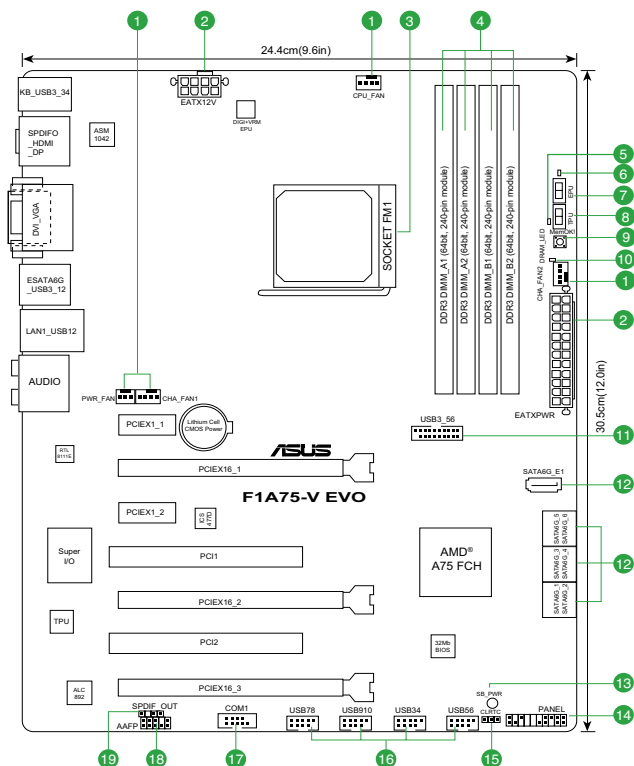 1
2
1
3
4
24.4cm(9.6in)
KB_USB3_34
EATX12V
CPU_FAN
DIGI+VRM
EPU
ASM
1042
SPDIFO
_HDMI
_DP
DVI_VGA
ESATA6G
_USB3_12
LAN1_USB12
AUDIO
SOCKET FM1
DDR3 DIMM_A1 (64bit, 240-pin module)
DDR3 DIMM_A2 (64bit, 240-pin module)
DDR3 DIMM_B1 (64bit, 240-pin module)
DDR3 DIMM_B2 (64bit, 240-pin module)
5
6
EPU
7
TPU
8
MemOK!
9
DRAM_LED
10
CHA_FAN2
1
2
EATXPWR
30.5cm(12.0in)
1
PWR_FAN
CHA_FAN1
PCIEX1_1
Lithium Cell
CMOS Power
USB3_56
11
RTL
8111E
ASUS
PCIEX16_1
SATA6G_E1
12
F1A75-V EVO
PCIEX1_2
ICS
477D
SATA6G_5
SATA6G_6
SATA6G_3
SATA6G_4
SATA6G_1
SATA6G_2
12
Super
I/O
PCI1
AMD®
A75 FCH
PCIEX16_2
TPU
PCI2
32Mb
BIOS
ALC
892
PCIEX16_3
SB_PWR
13
SPDIF_OUT
AAFP
COM1
USB78
USB910
USB34
USB56
CLRTC
PANEL
14
19
18
17
16
15